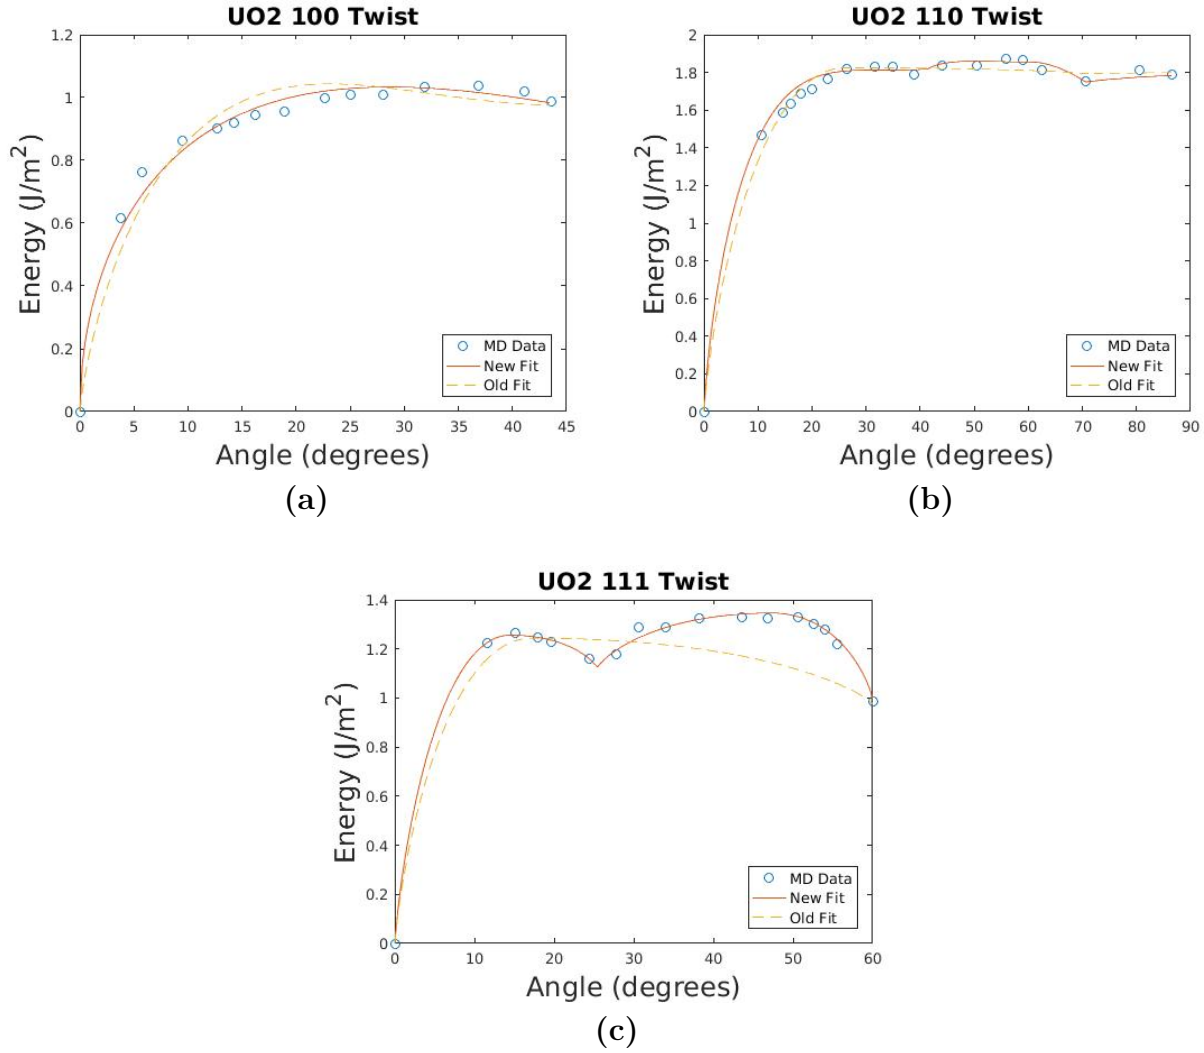 UO2 100 Twist
Energy (J/m2)
1.2
1
0.8
0.6
0.4
0.2
0
0 5 10 15 20 25 30 35 40 45
Angle (degrees)
MD Data
New Fit
Old Fit
(a)
UO2 110 Twist
Energy (J/m2)
2
1.8
1.6
1.4
1.2
1
0.8
0.6
0.4
0.2
0
0 10 20 30 40 50 60 70 80 90
Angle (degrees)
MD Data
New Fit
Old Fit
(b)
UO2 111 Twist
Energy (J/m2)
1.4
1.2
1
0.8
0.6
0.4
0.2
0
0 10 20 30 40 50 60
Angle (degrees)
MD Data
New Fit
Old Fit
(c)